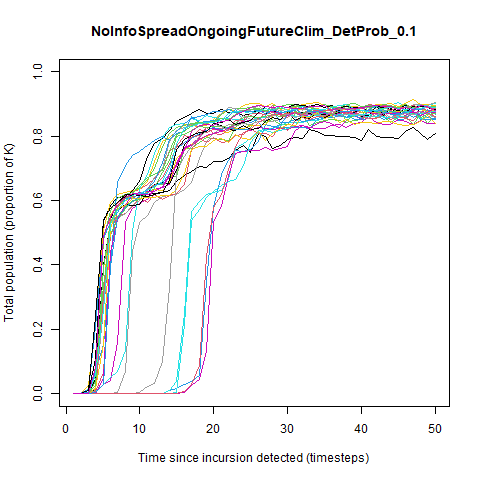 NoInfoSpreadOngoingFutureClim_DetProb_0.1
Total population (proportion of K)
1.0
0.8
0.6
0.4
0.2
0.0
0 10 20 30 40 50
Time since incursion detected (timesteps)